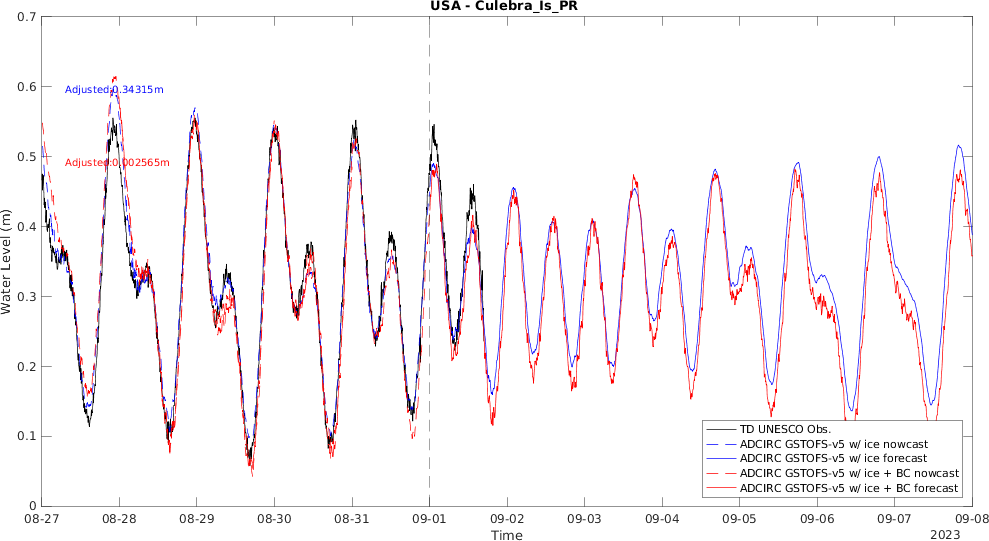 USA - Culebra_Is_PR
0.7
0.6
0.5
0.4
0.3
0.2
0.1
0
Water Level (m)
Adjusted:0.34315m
Adjusted:0.002565m
TD UNESCO Obs.
ADCIRC GSTOFS-v5 w/ ice nowcast
ADCIRC GSTOFS-v5 w/ ice forecast
ADCIRC GSTOFS-v5 w/ ice + BC nowcast
ADCIRC GSTOFS-v5 w/ ice + BC forecast
08-27 08-28 08-29 08-30 08-31 09-01 09-02 09-03 09-04 09-05 09-06 09-07 09-08
Time
2023